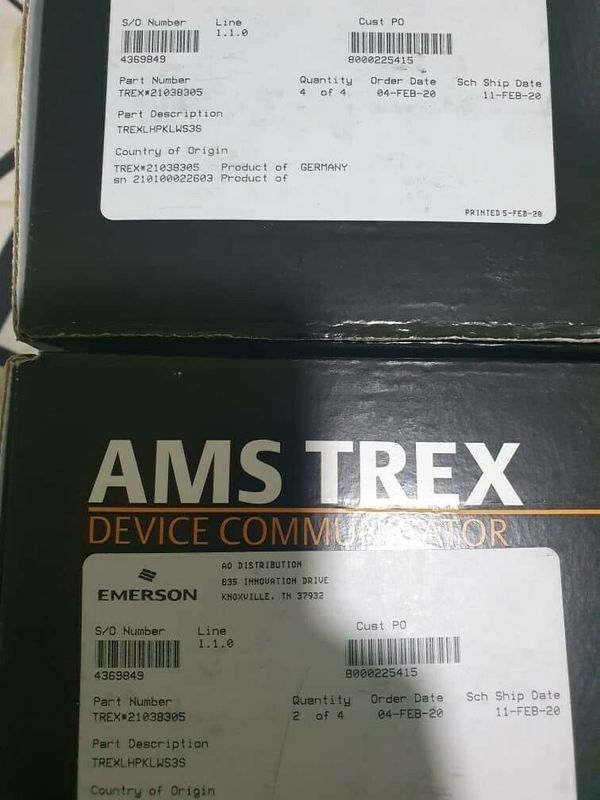 S/O Number Line Cust PO
1.1.0
4369849 8000225415
Part Number Quantity Order Date Sch Ship Date
TREX*21038305 4 of 4 04-FEB-20 11-FEB-20
Part Description
TREXLHPKLWS3S
Country of Origin
TREX*21038305 Product of GERMANY
sn 210100022603 Product of
PRINTED 5-FEB-20
AMS TREX
DEVICE COMMUNICATOR
EMERSON
AO DISTRIBUTION
835 INNOVATION DRIVE
KNOXVILLE, TN 37932
S/O Number Line Cust PO
1.1.0
4369849 8000225415
Part Number Quantity Order Date Sch Ship Date
TREX*21038305 2 of 4 04-FEB-20 11-FEB-20
Part Description
TREXLHPKLWS3S
Country of Origin